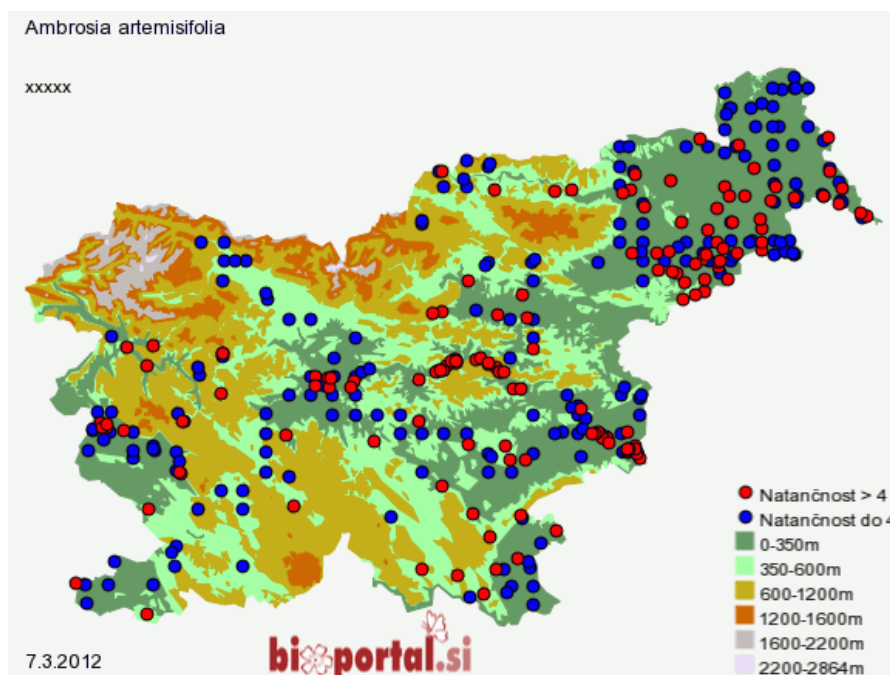 Ambrosia artemisifolia
xxxxx
Natančnost > 4
Natančnost do 4
0-350m
350-600m
600-1200m
1200-1600m
1600-2200m
2200-2864m
7.3.2012
bioportal.si